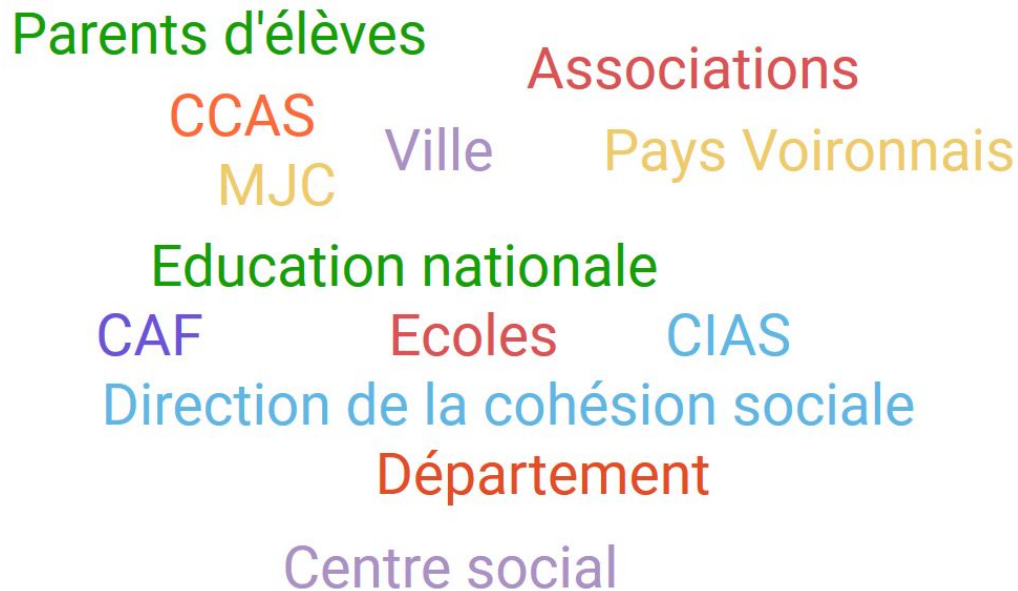 Parents d'élèves
Associations
CCAS
Ville
Pays Voironnais
MJC
Education nationale
CAF
Ecoles
CIAS
Direction de la cohésion sociale
Département
Centre social